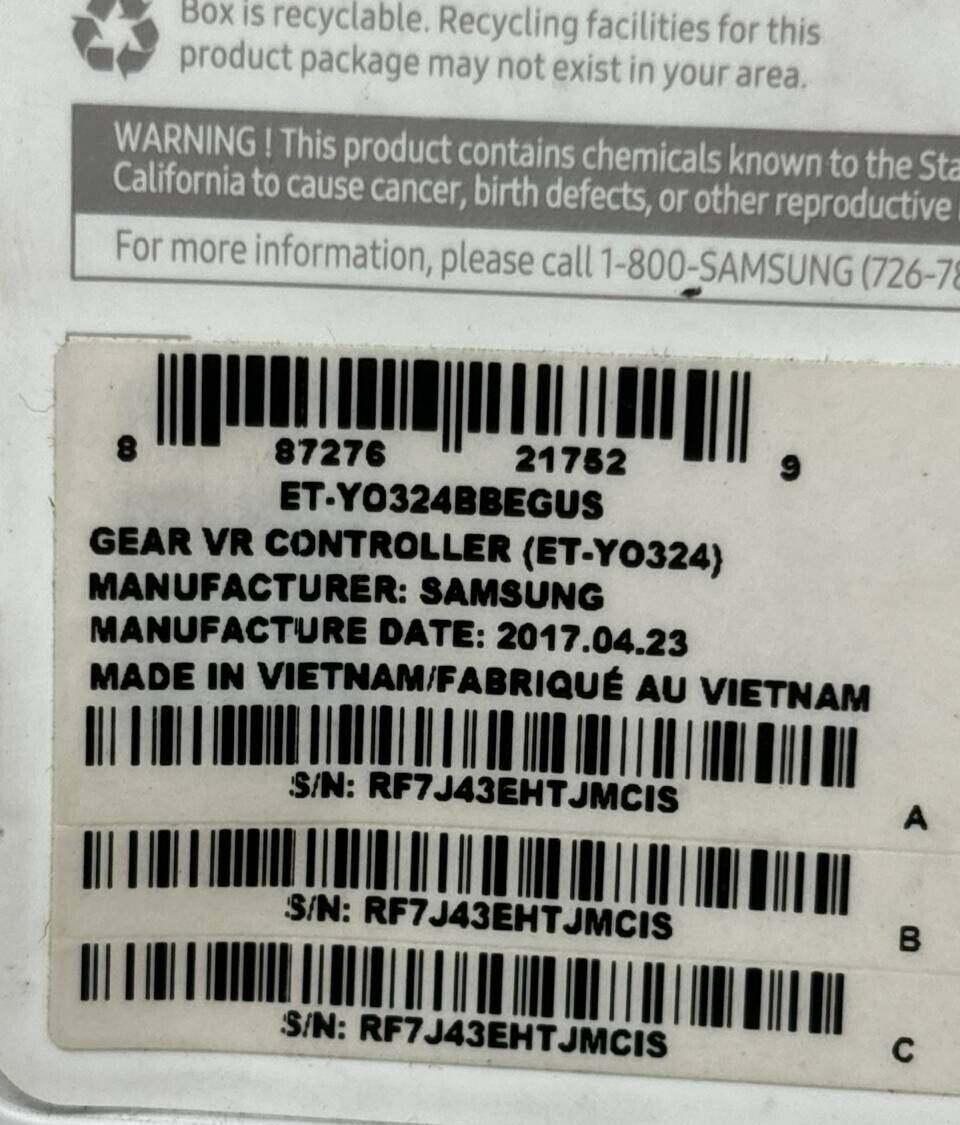 Box is recyclable. Recycling facilities for this
product package may not exist in your area.
WARNING ! This product contains chemicals known to the
California to cause cancer, birth defects, or other reproductive
For more information, please call 1-800-SAMSUNG (726-78
8 87276 21752 9
ET-YO324BBEGUS
GEAR VR CONTROLLER (ET-YO324)
MANUFACTURER: SAMSUNG
MANUFACTURE DATE: 2017.04.23
MADE IN VIETNAM/FABRIQUÉ AU VIETNAM
S/N: RF7J43EHTJMCIS
A
S/N: RF7J43EHTJMCIS
B
S/N: RF7J43EHTJMCIS
C